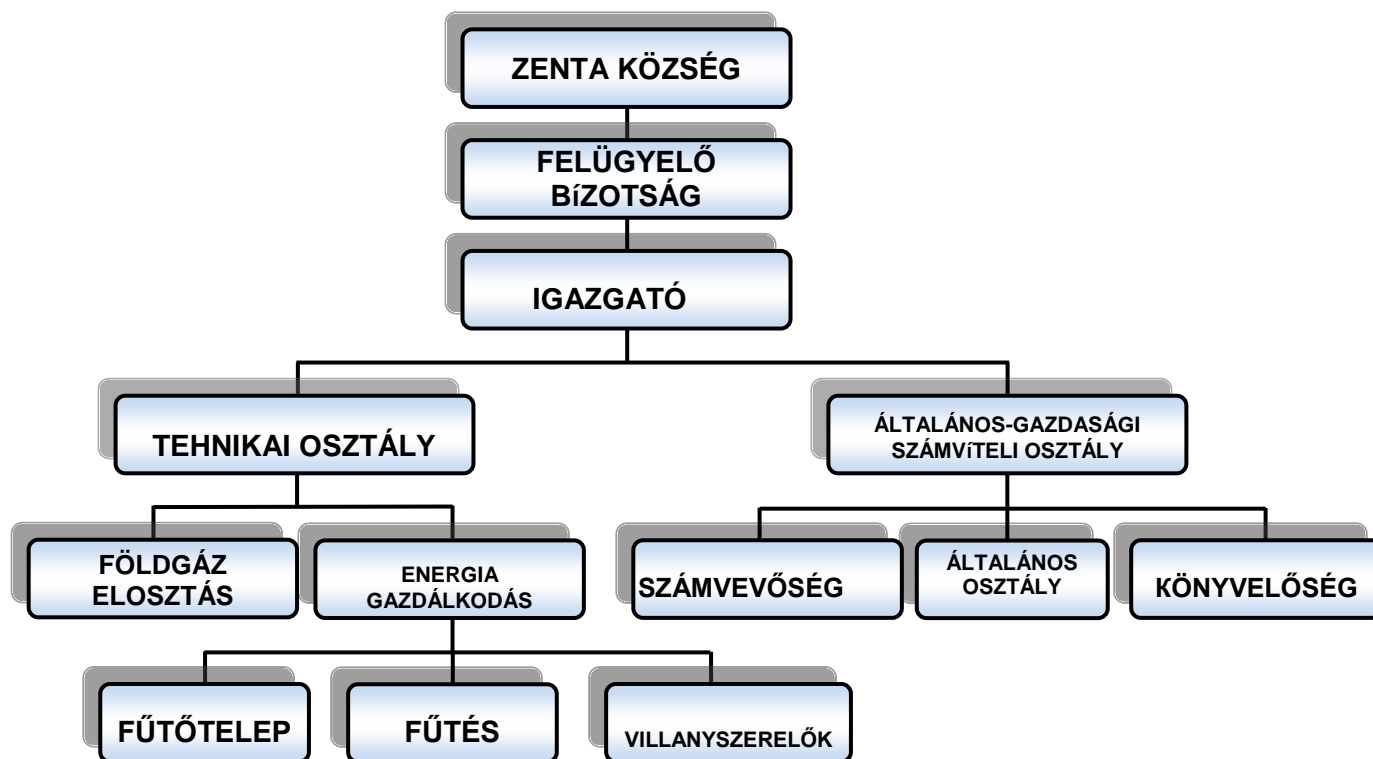 ZENTA KÖZSÉG
FELÜGYELŐ
BíZOTSÁG
IGAZGATÓ
TEHNIKAI OSZTÁLY
ÁLTALÁNOS-GAZDASÁGI
SZÁMVíTELI OSZTÁLY
FÖLDGÁZ
ELOSZTÁS
ENERGIA
GAZDÁLKODÁS
SZÁMVEVŐSÉG
ÁLTALÁNOS
OSZTÁLY
KÖNYVELŐSÉG
FŰTŐTELEP
FŰTÉS
VILLANYSZERELŐK